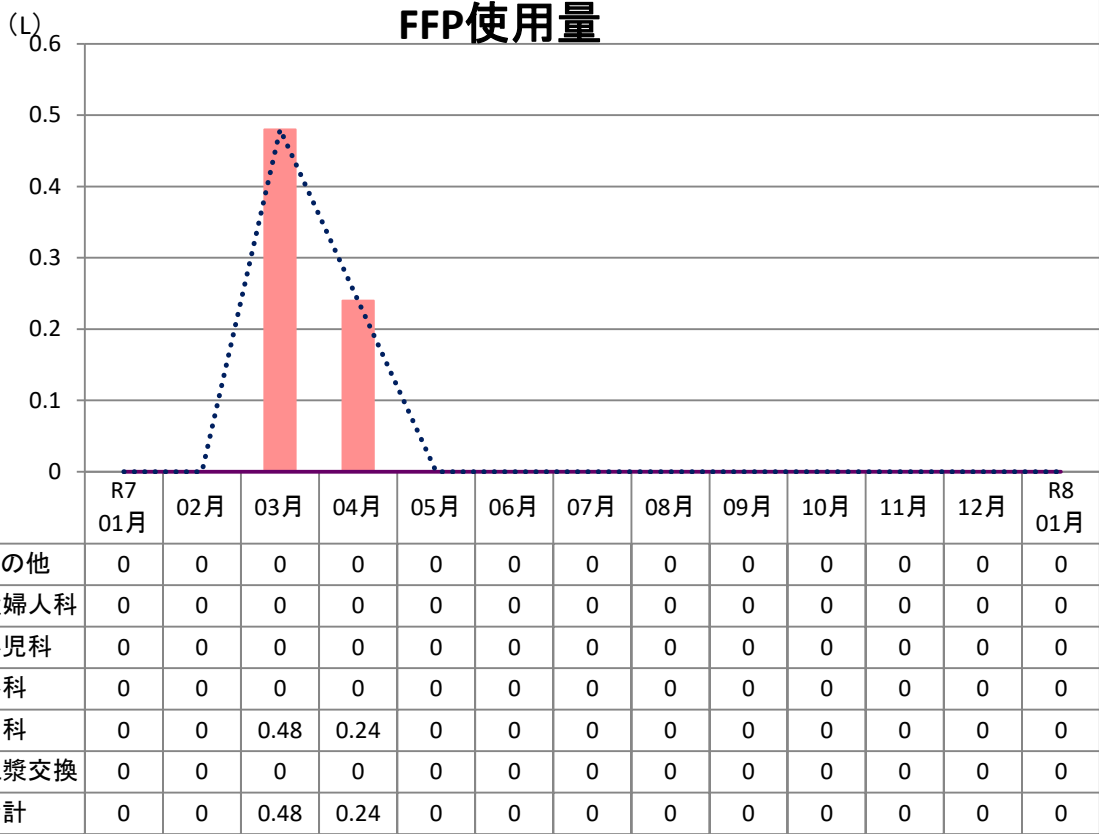 FFP使用量
（L）
0.6
0.5
0.4
0.3
0.2
0.1
0
R7 02月 03月 04月 05月 06月 07月 08月 09月 10月 11月 12月 R8
01月 01月
の他 0 0 0 0 0 0 0 0 0 0 0 0 0
婦人科 0 0 0 0 0 0 0 0 0 0 0 0 0
児科 0 0 0 0 0 0 0 0 0 0 0 0 0
科 0 0 0 0 0 0 0 0 0 0 0 0 0
科 0 0 0.48 0.24 0 0 0 0 0 0 0 0 0
漿交換 0 0 0 0 0 0 0 0 0 0 0 0 0
計 0 0 0.48 0.24 0 0 0 0 0 0 0 0 0